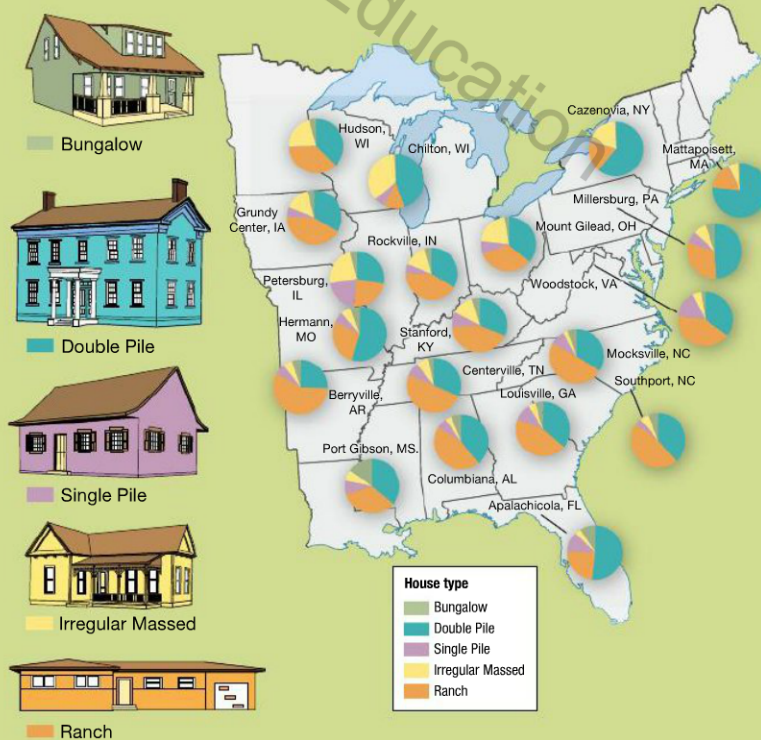 Education
Bungalow
Double Pile
Single Pile
Irregular Massed
Ranch
Cazenovia, NY
Hudson,
WI
Chilton, WI
Mattapoisett,
MA
Millersburg, PA
Grundy
Center, IA
Mount Gilead, OH
Rockville, IN
Petersburg,
IL
Woodstock, VA
Hermann,
MO
Stanford,
KY
Mocksville, NC
Centerville, TN
Southport, NC
Berryville,
AR
Louisville, GA
Port Gibson, MS.
Columbiana, AL
Apalachicola, FL
House type
Bungalow
Double Pile
Single Pile
Irregular Massed
Ranch